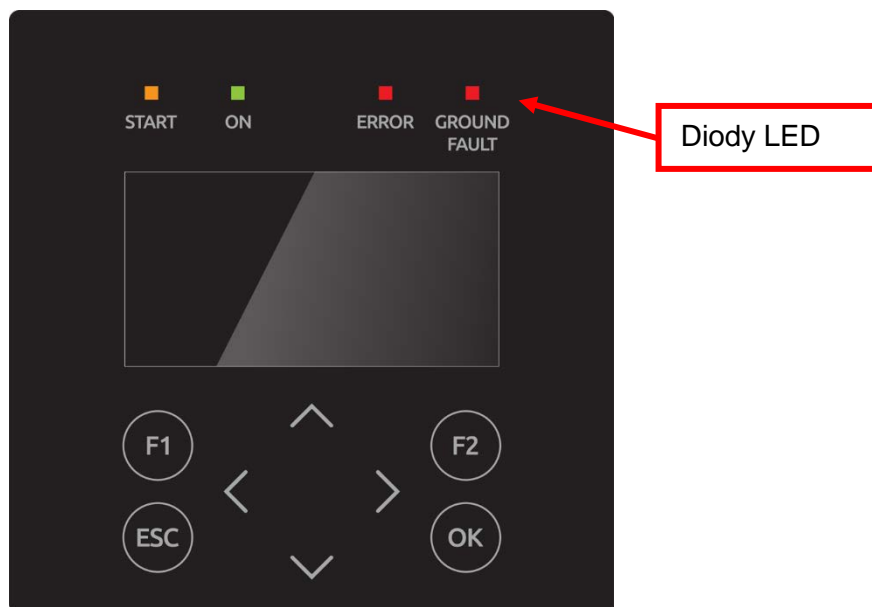 START ON ERROR GROUND
FAULT
Diody LED
F1 F2
ESC OK